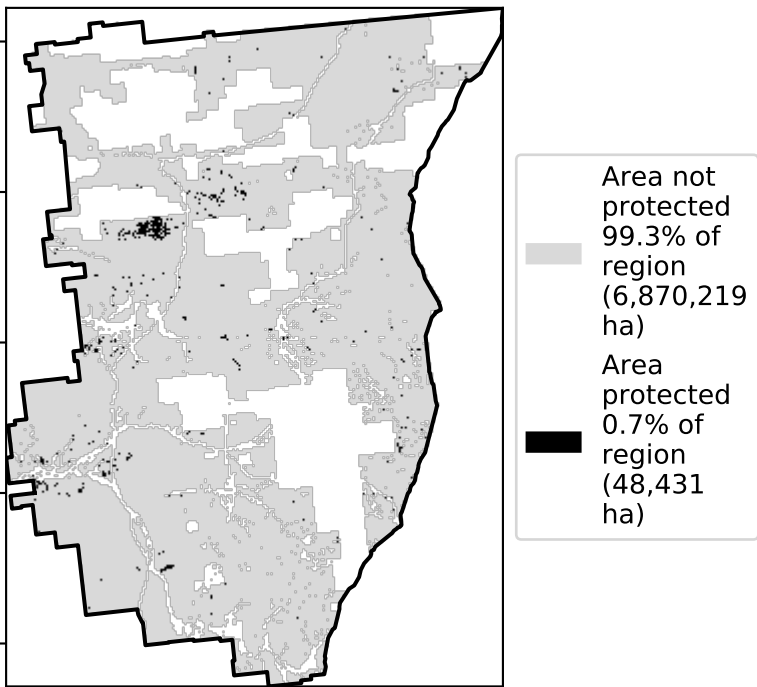 Area not
protected
99.3% of
region
(6,870,219
ha)
Area
protected
0.7% of
region
(48,431
ha)